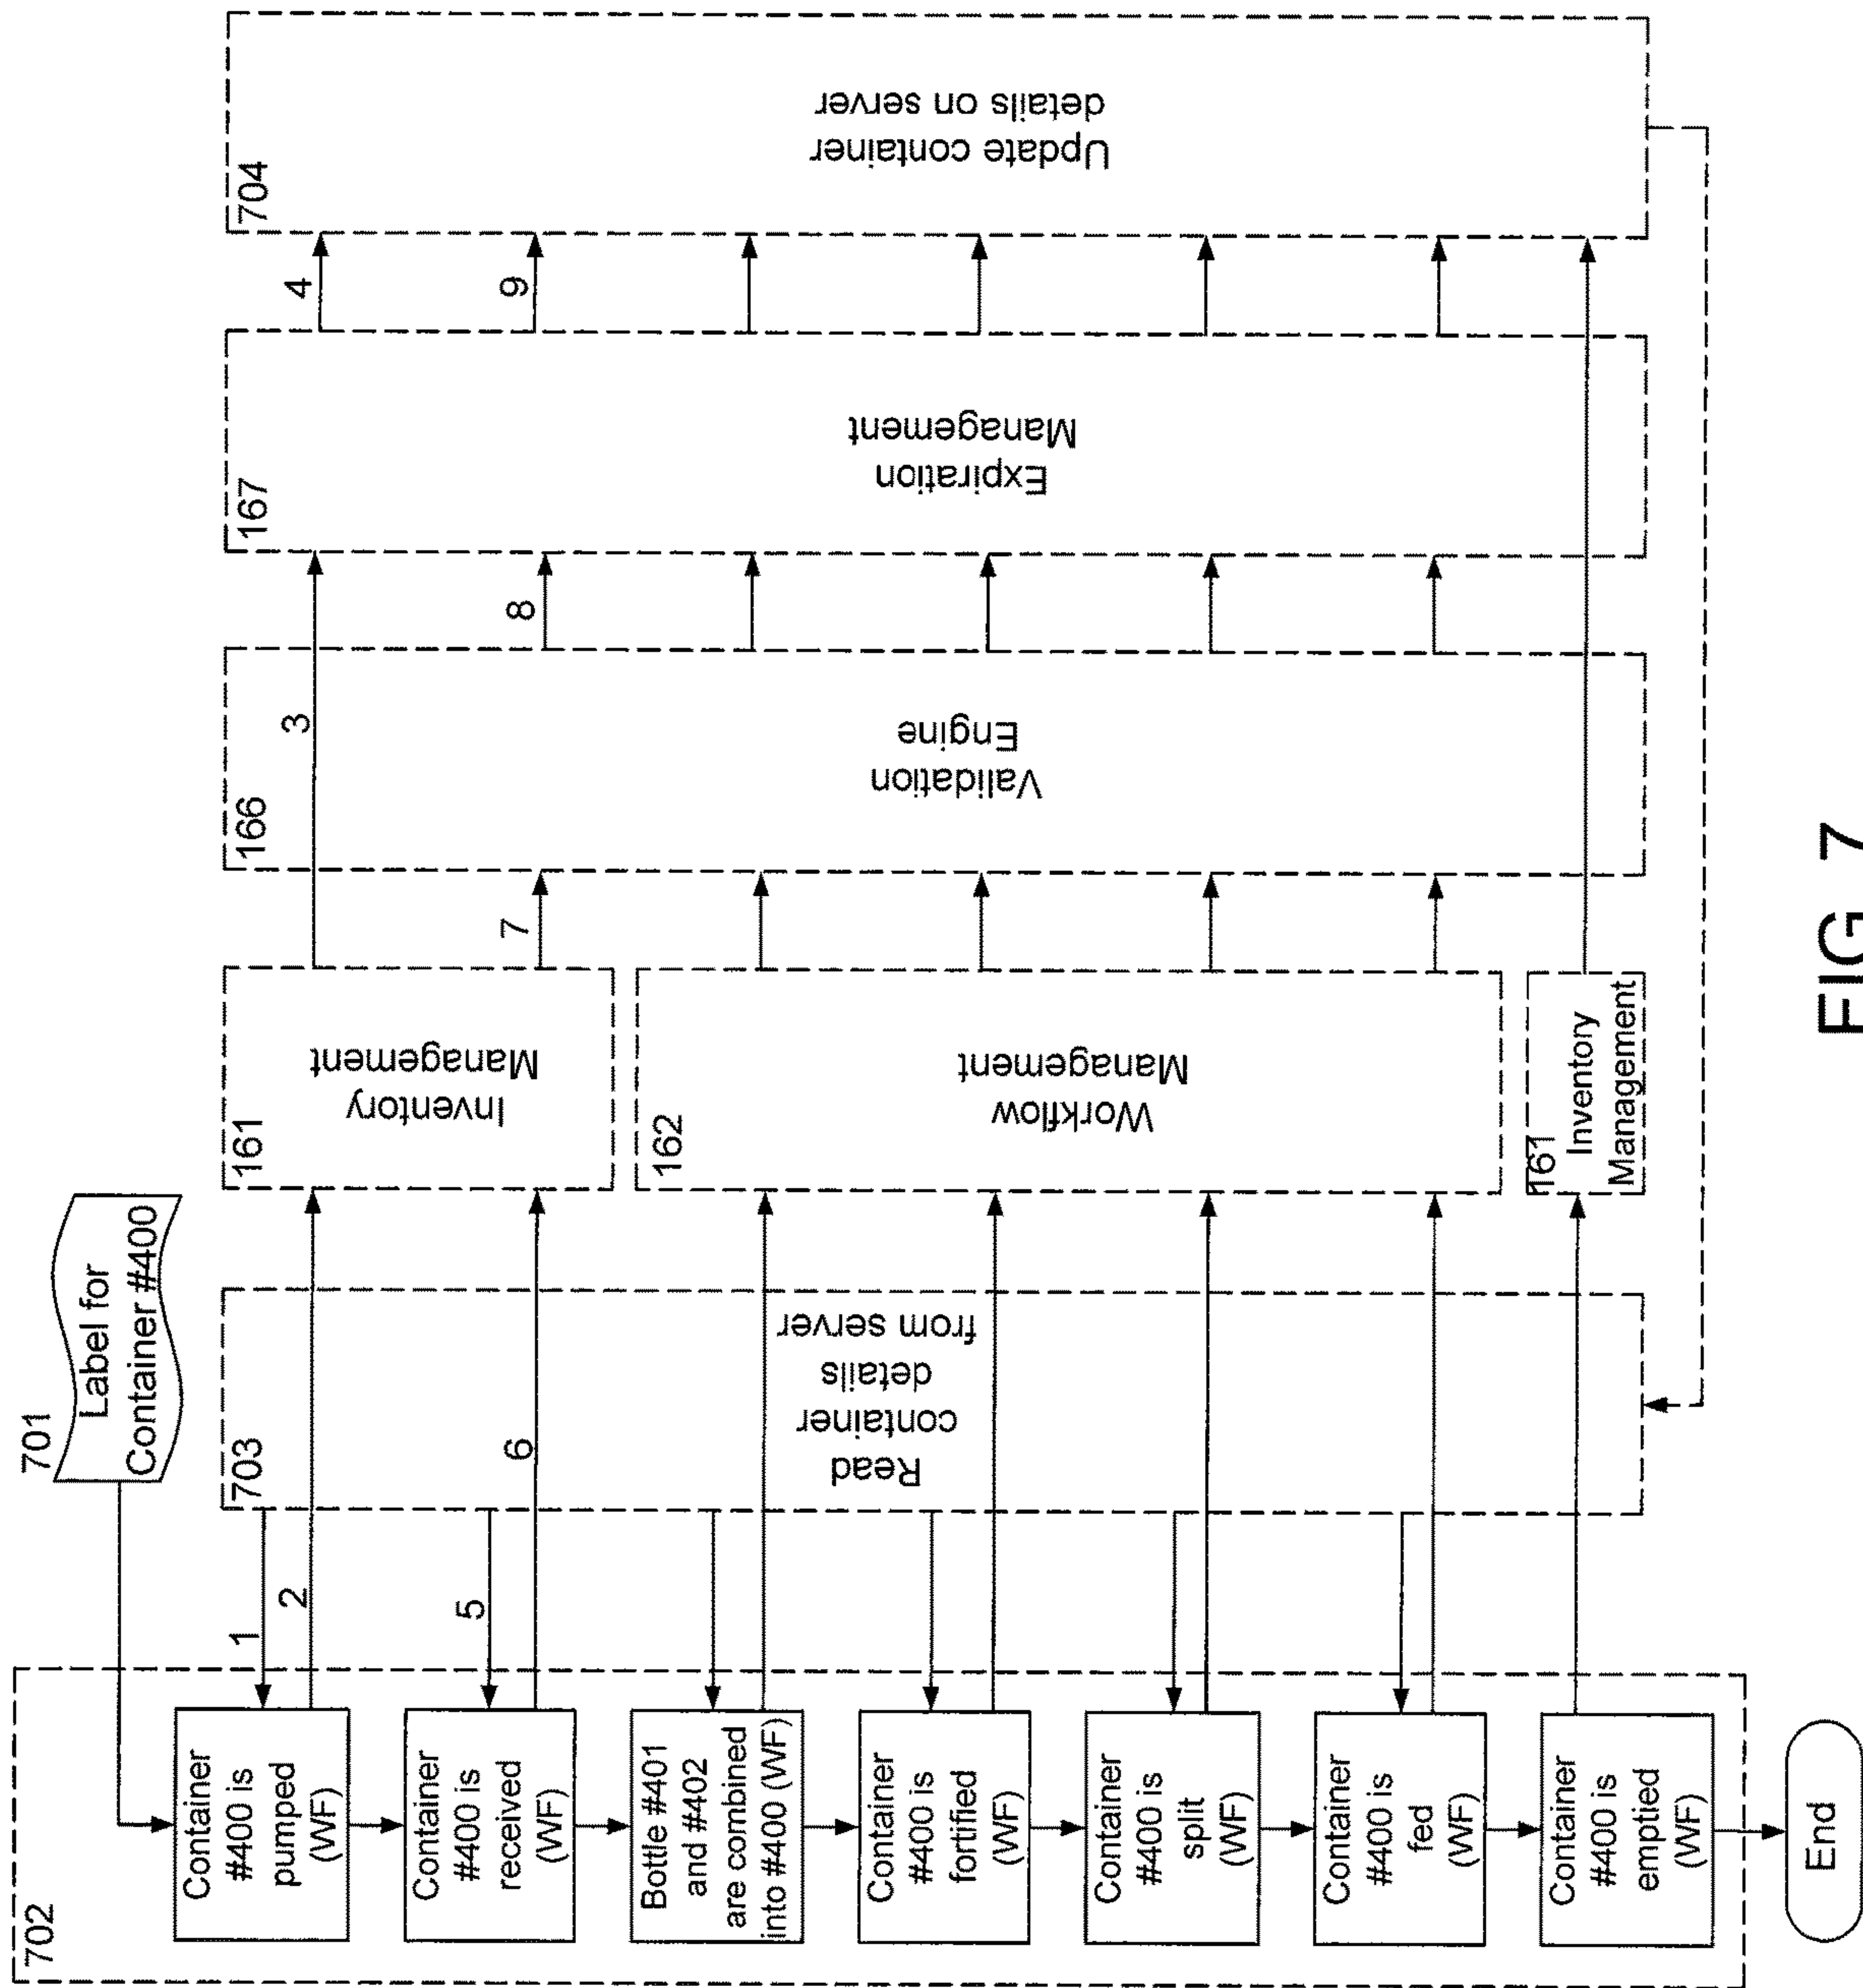 701
Label for
Container #400
702
Container
#400 is
pumped
(WF)
Container
#400 is
received
(WF)
Bottle #401
and #402
are combined
into #400 (WF)
Container
#400 is
fortified
(WF)
Container
#400 is
split
(WF)
Container
#400 is
fed
(WF)
Container
#400 is
emptied
(WF)
End
1
2
5
6
703
Read
container
details
from server
161
Inventory
Management
162
Workflow
Management
161
Inventory
Management
3
7
166
Validation
Engine
8
167
Expiration
Management
4
9
704
Update container
details on server
FIG. 7